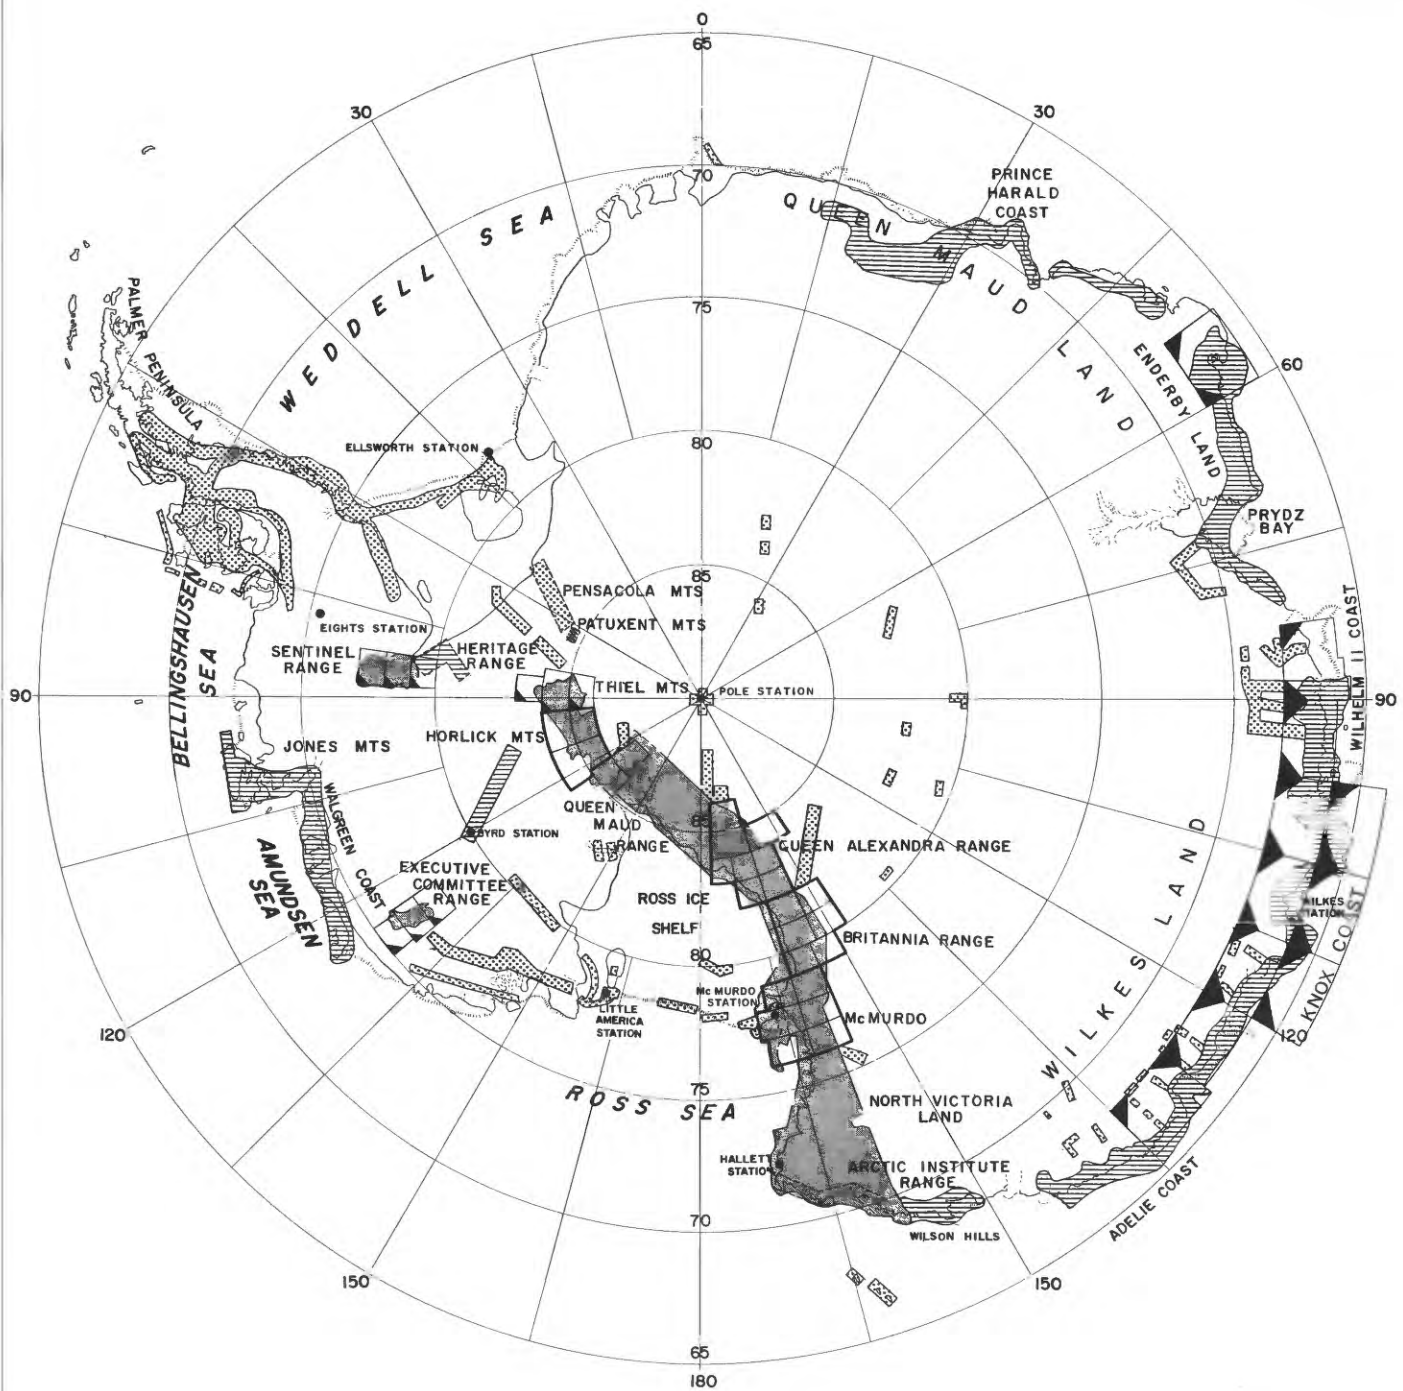 0
65
30
30
PRINCE
HARALD
COAST
70
QUEEN MAUD LAND
WEDDELL SEA
75
PALMER PENINSULA
ENDERBY LAND
60
80
ELLSWORTH STATION
PRYDZ
BAY
85
PENSACOLA MTS
PATUXENT MTS
BELLINGSHAUSEN
SEA
EIGHTS STATION
SENTINEL
RANGE
HERITAGE
RANGE
WILHELM II COAST
90
THIEL MTS
POLE STATION
90
JONES MTS
HORLICK MTS
WALGREEN COAST
QUEEN
MAUD
RANGE
85
BYRD STATION
QUEEN ALEXANDRA RANGE
AMUNDSEN
SEA
EXECUTIVE
COMMITTEE
RANGE
ROSS ICE
SHELF
WILKES LAND
WILKES
STATION
KNOX COAST
BRITANNIA RANGE
80
McMURDO
STATION
LITTLE
AMERICA
STATION
McMURDO
120
120
75
ROSS SEA
NORTH VICTORIA
LAND
HALLETT
STATION
ARCTIC INSTITUTE
RANGE
ADELIE COAST
70
WILSON HILLS
150
150
65
180